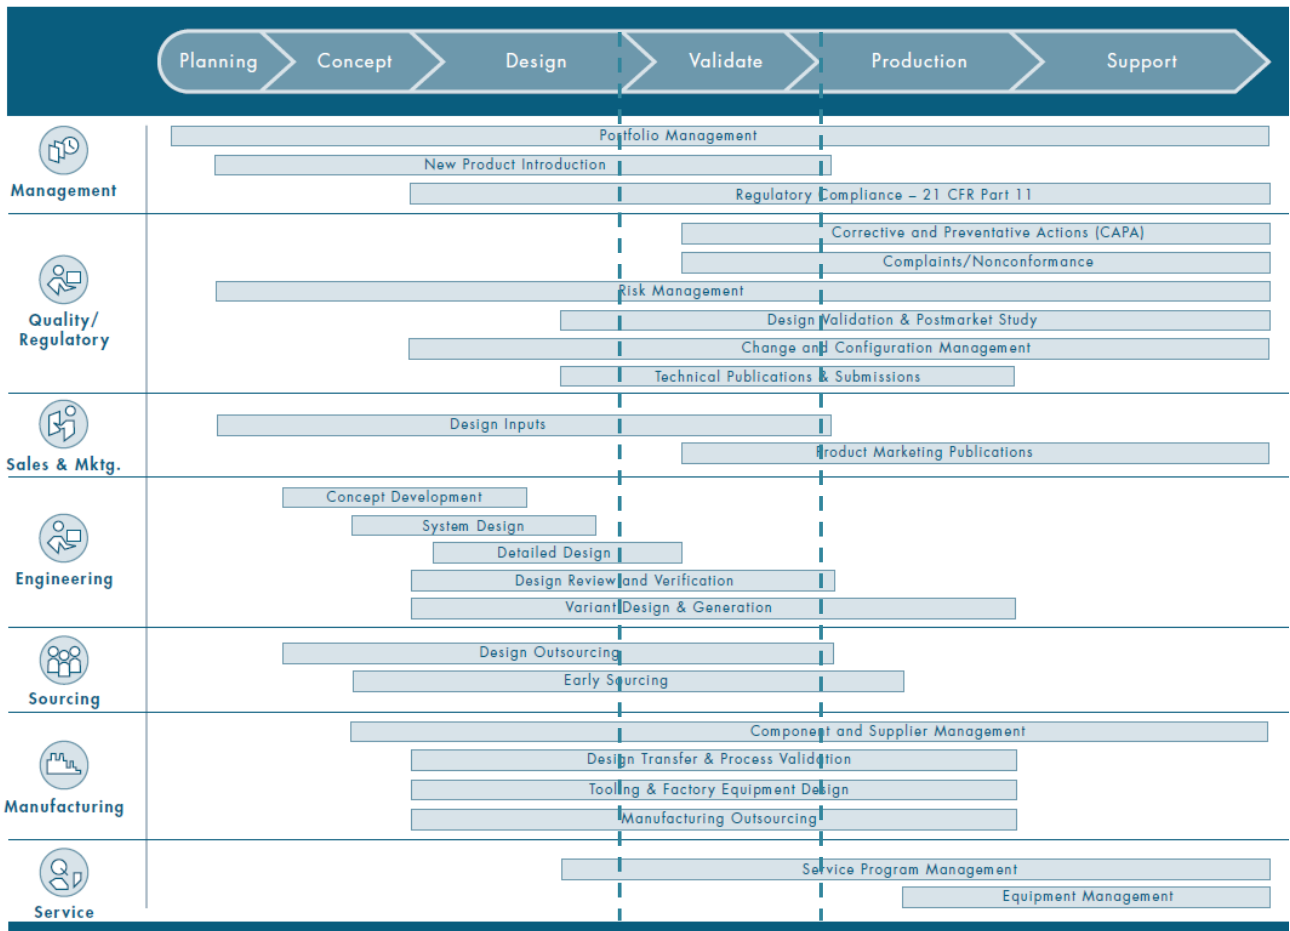 Planning
Concept
Design
Validate
Production
Support
Management
Portfolio Management
New Product Introduction
Regulatory Compliance – 21 CFR Part 11
Quality/
Regulatory
Corrective and Preventative Actions (CAPA)
Complaints/Nonconformance
Risk Management
Design Validation & Postmarket Study
Change and Configuration Management
Technical Publications & Submissions
Sales & Mktg.
Design Inputs
Product Marketing Publications
Engineering
Concept Development
System Design
Detailed Design
Design Review and Verification
Variant Design & Generation
Sourcing
Design Outsourcing
Early Sourcing
Manufacturing
Component and Supplier Management
Design Transfer & Process Validation
Tooling & Factory Equipment Design
Manufacturing Outsourcing
Service
Service Program Management
Equipment Management